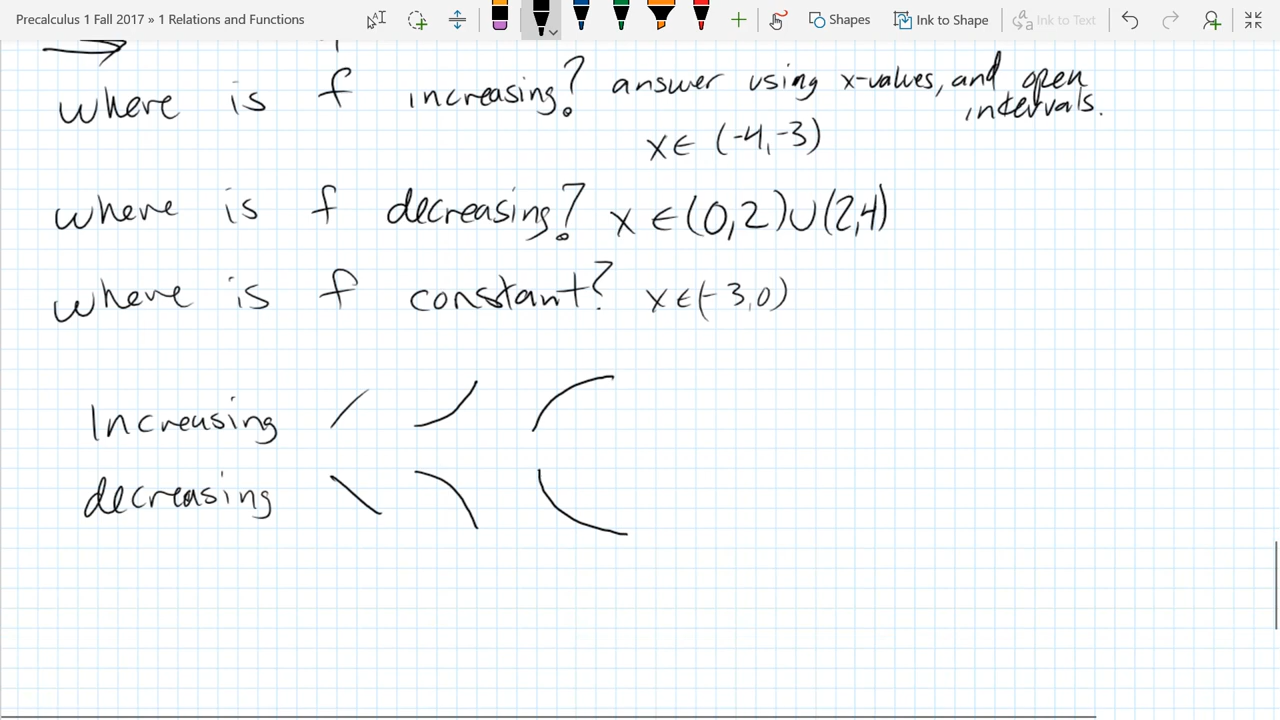 Precalculus 1 Fall 2017 » 1 Relations and Functions Shapes Ink to Shape Ink to Text
where is f increasing? answer using x-values, and open
intervals.
x∈ (-4,-3)
where is f decreasing? x ∈(0,2)∪(2,4)
where is f constant? x∈(-3,0)
Increasing
decreasing